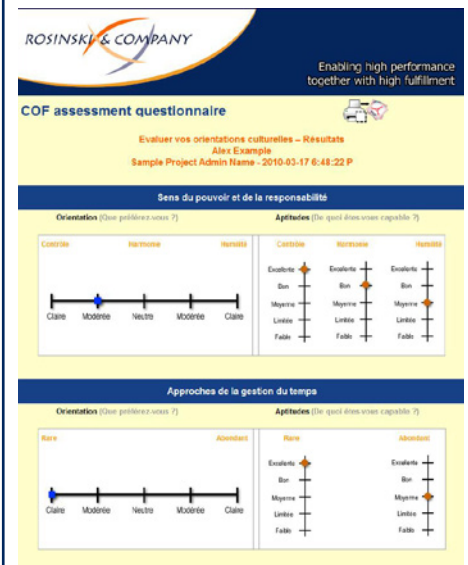 ROSINSKI & COMPANY
Enabling high performance
together with high fulfillment
COF assessment questionnaire
Evaluer vos orientations culturelles – Résultats
Alex Example
Sample Project Admin Name - 2010-03-17 6:48:22 P
Sens du pouvoir et de la responsabilité
Orientation (Que préférez-vous ?)
Aptitudes (De quoi êtes-vous capable ?)
Contrôle Harmonie Humilité
Claire Modérée Neutre Modérée Claire
Contrôle Harmonie Humilité
Excellente Excellente Excellente
Bon Bon Bon
Moyenne Moyenne Moyenne
Limitée Limitée Limitée
Faible Faible Faible
Approches de la gestion du temps
Orientation (Que préférez-vous ?)
Aptitudes (De quoi êtes-vous capable ?)
Rare Abondant
Claire Modérée Neutre Modérée Claire
Rare Abondant
Excellente Excellente
Bon Bon
Moyenne Moyenne
Limitée Limitée
Faible Faible